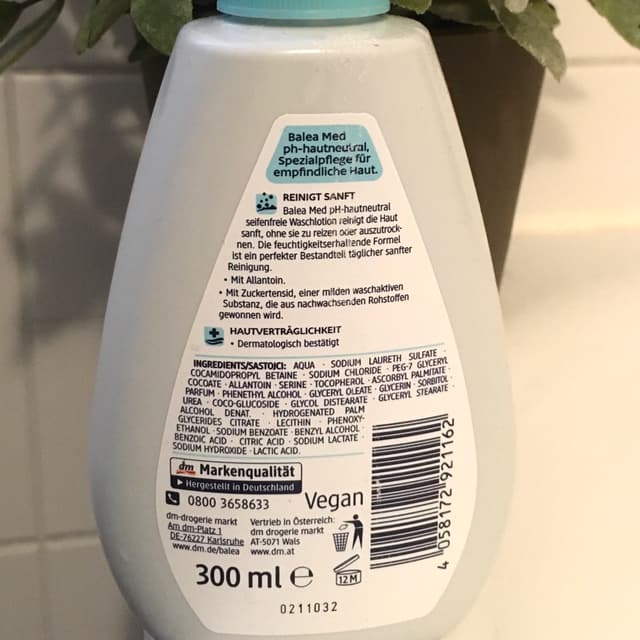 Balea Med
ph-hautneutral,
Spezialpflege für
empfindliche Haut.
REINIGT SANFT
Balea Med pH-hautneutral
seifenfreie Waschlotion reinigt die Haut
sanft, ohne sie zu reizen oder auszutrock-
nen. Die feuchtigkeitserhaltende Formel
ist ein perfekter Bestandteil täglicher sanfter
Reinigung.
• Mit Allantoin.
• Mit Zuckertensid, einer milden waschaktiven
Substanz, die aus nachwachsenden Rohstoffen
gewonnen wird.
HAUTVERTRÄGLICHKEIT
• Dermatologisch bestätigt
INGREDIENTS/SASTOJCI: AQUA · SODIUM LAURETH SULFATE ·
COCAMIDOPROPYL BETAINE · SODIUM CHLORIDE · PEG-7 GLYCERYL
COCOATE · ALLANTOIN · SERINE · TOCOPHEROL · ASCORBYL PALMITATE ·
PARFUM · PHENETHYL ALCOHOL · GLYCERYL OLEATE · GLYCERIN · SORBITOL ·
UREA · COCO-GLUCOSIDE · GLYCOL DISTEARATE · GLYCERYL STEARATE ·
ALCOHOL DENAT. · HYDROGENATED PALM
GLYCERIDES CITRATE · LECITHIN · PHENOXY-
ETHANOL · SODIUM BENZOATE · BENZYL ALCOHOL ·
BENZOIC ACID · CITRIC ACID · SODIUM LACTATE ·
SODIUM HYDROXIDE · LACTIC ACID.
dm Markenqualität
Hergestellt in Deutschland
0800 3658633
Vegan
dm-drogerie markt
Am dm-Platz 1
DE-76227 Karlsruhe
www.dm.de/balea
Vertrieb in Österreich:
dm drogerie markt
AT-5071 Wals
www.dm.at
300 ml ℮
12M
4 058172 921162
0211032